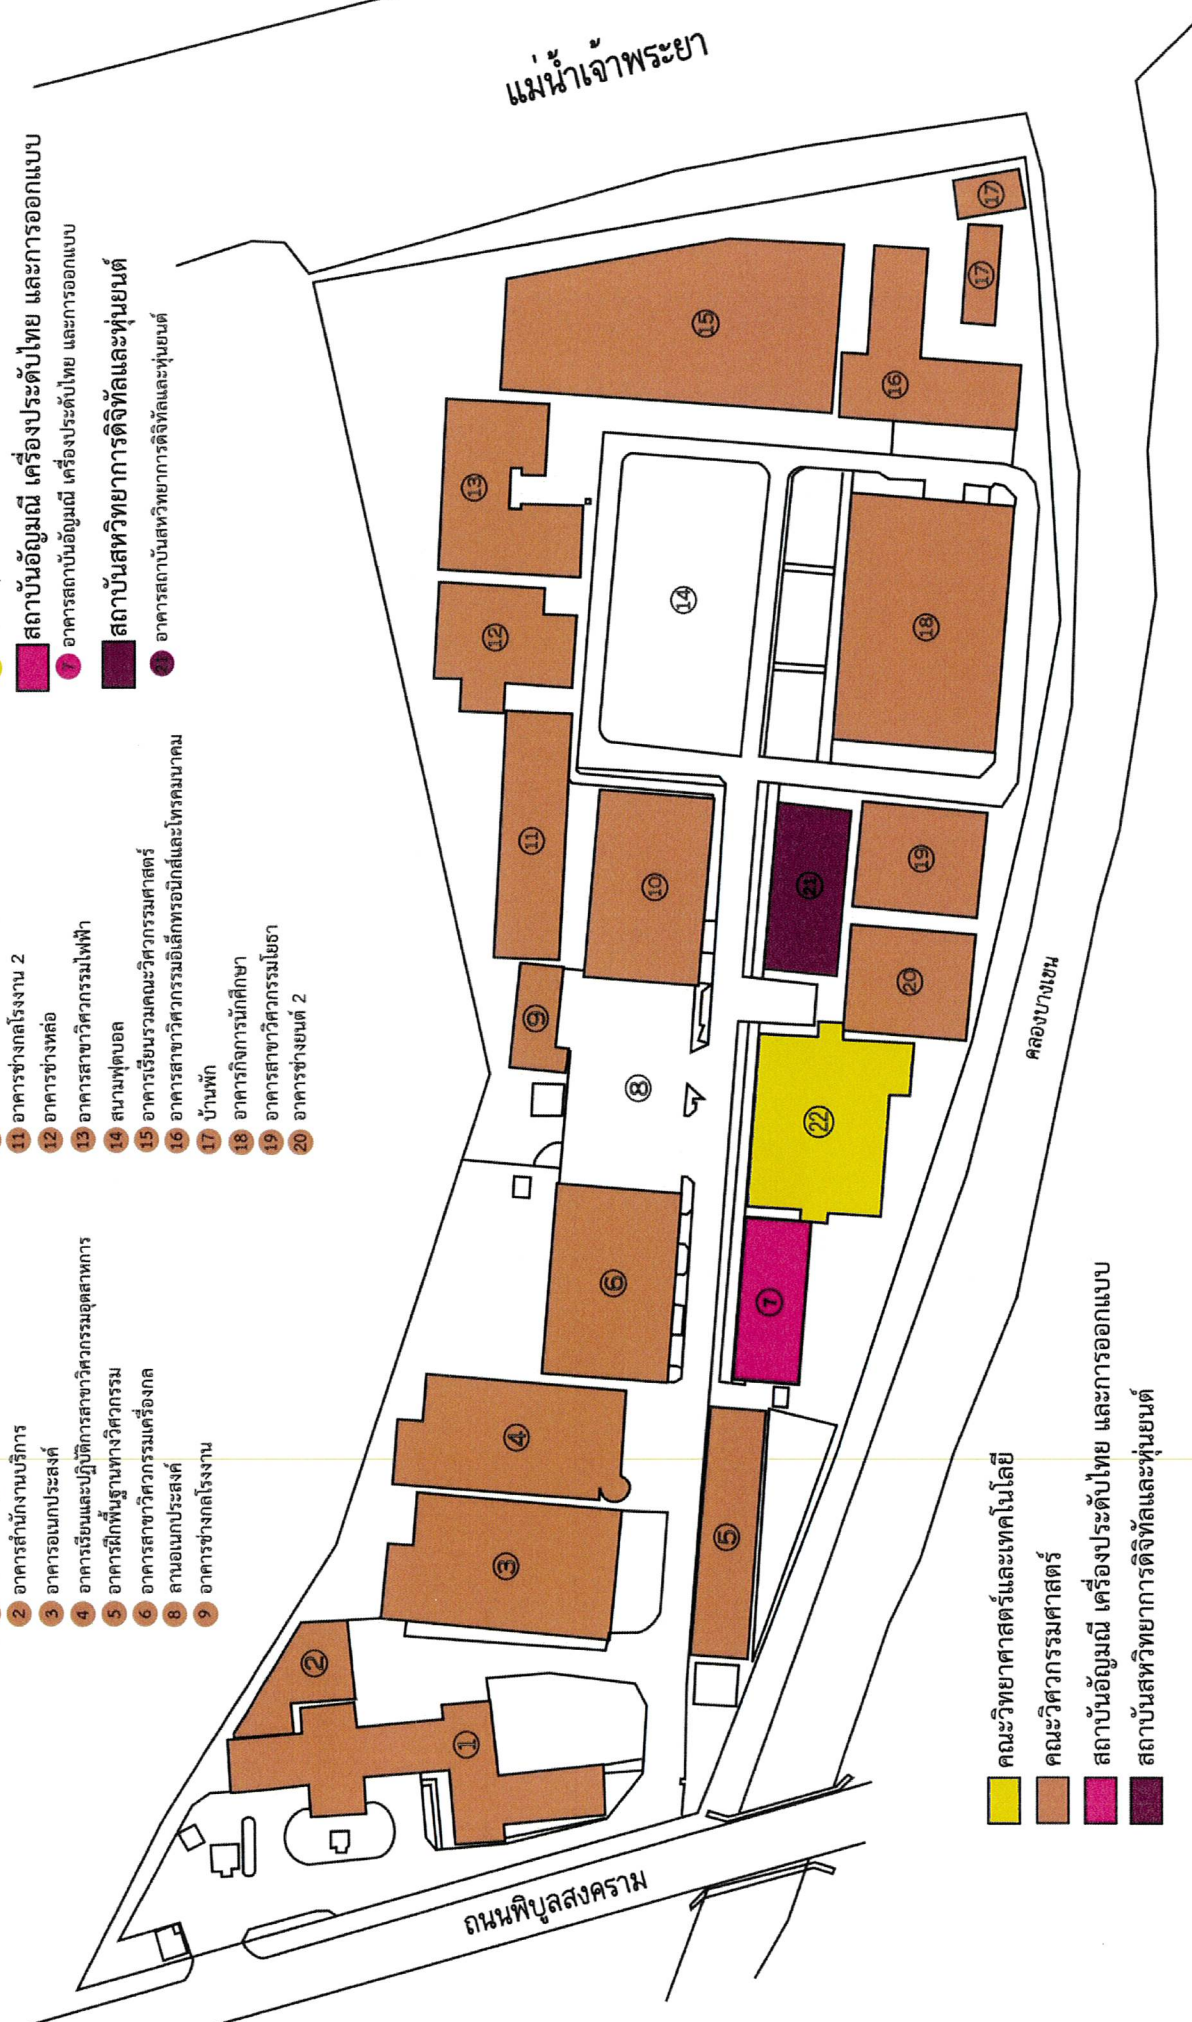 2 อาคารสำนักงานบริการ
3 อาคารอเนกประสงค์
4 อาคารเรียนและปฏิบัติการสาขาวิศวกรรมอุตสาหการ
5 อาคารฝึกพื้นฐานทางวิศวกรรม
6 อาคารสาขาวิศวกรรมเครื่องกล
8 ลานอเนกประสงค์
9 อาคารช่างกลโรงงาน
11 อาคารช่างกลโรงงาน 2
12 อาคารช่างหล่อ
13 อาคารสาขาวิศวกรรมไฟฟ้า
14 สนามฟุตบอล
15 อาคารเรียนรวมคณะวิศวกรรมศาสตร์
16 อาคารสาขาวิศวกรรมอิเล็กทรอนิกส์และโทรคมนาคม
17 บ้านพัก
18 อาคารกิจการนักศึกษา
19 อาคารสาขาวิศวกรรมโยธา
20 อาคารช่างยนต์ 2
สถาบันอัญมณี เครื่องประดับไทย และการออกแบบ
7 อาคารสถาบันอัญมณี เครื่องประดับไทย และการออกแบบ
สถาบันสหวิทยาการดิจิทัลและหุ่นยนต์
21 อาคารสถาบันสหวิทยาการดิจิทัลและหุ่นยนต์
แม่น้ำเจ้าพระยา
1
2
3
4
5
6
7
8
9
10
11
12
13
14
15
16
17
17
18
19
20
21
22
คลองบางเขน
ถนนพิบูลสงคราม
คณะวิทยาศาสตร์และเทคโนโลยี
คณะวิศวกรรมศาสตร์
สถาบันอัญมณี เครื่องประดับไทย และการออกแบบ
สถาบันสหวิทยาการดิจิทัลและหุ่นยนต์